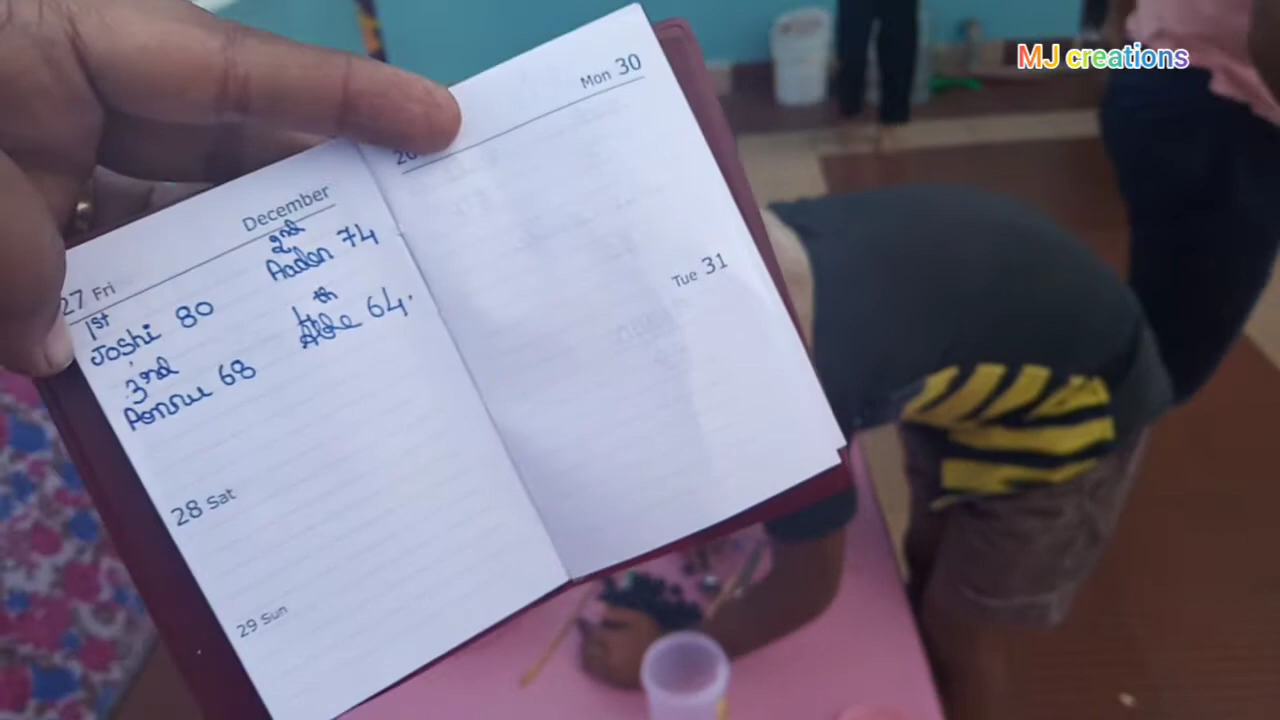 MJ creations
December
27 Fri
1st
Joshi 80
2nd
Aadon 74
3rd
Ponnu 68
4th
64.
28 Sat
29 Sun
Mon 30
Tue 31